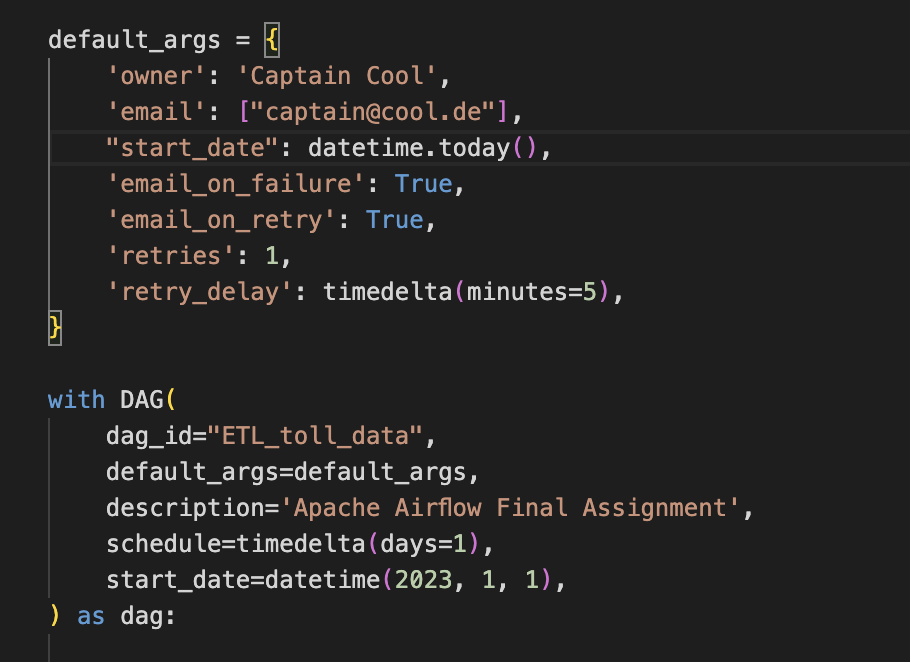 default_args = {
    'owner': 'Captain Cool',
    'email': ["captain@cool.de"],
    "start_date": datetime.today(),
    'email_on_failure': True,
    'email_on_retry': True,
    'retries': 1,
    'retry_delay': timedelta(minutes=5),
}
with DAG(
    dag_id="ETL_toll_data",
    default_args=default_args,
    description='Apache Airflow Final Assignment',
    schedule=timedelta(days=1),
    start_date=datetime(2023, 1, 1),
) as dag: